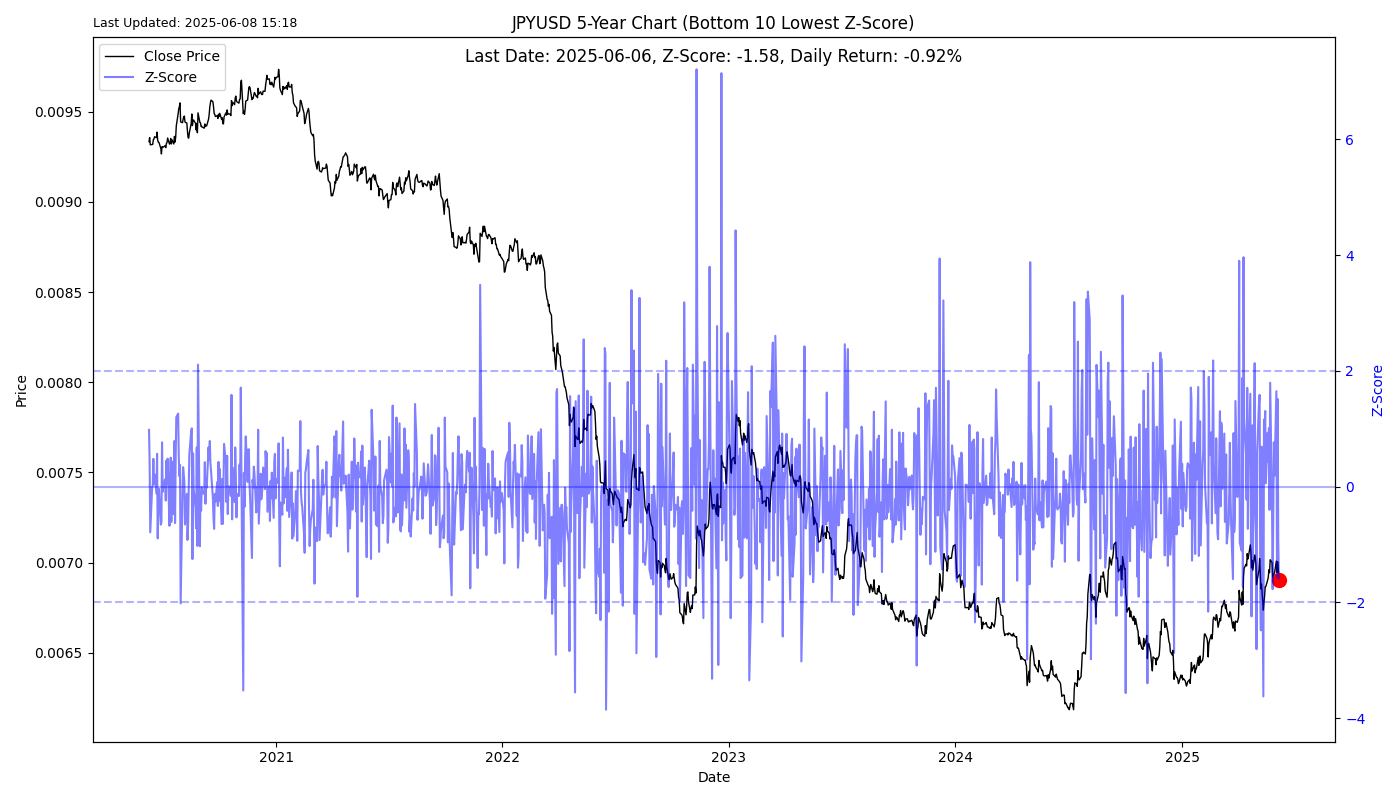 Last Updated: 2025-06-08 15:18
JPYUSD 5-Year Chart (Bottom 10 Lowest Z-Score)
Last Date: 2025-06-06, Z-Score: -1.58, Daily Return: -0.92%
Close Price
Z-Score
0.0095
0.0090
0.0085
0.0080
0.0075
0.0070
0.0065
Price
6
4
2
0
−2
−4
Z-Score
2021
2022
2023
2024
2025
Date